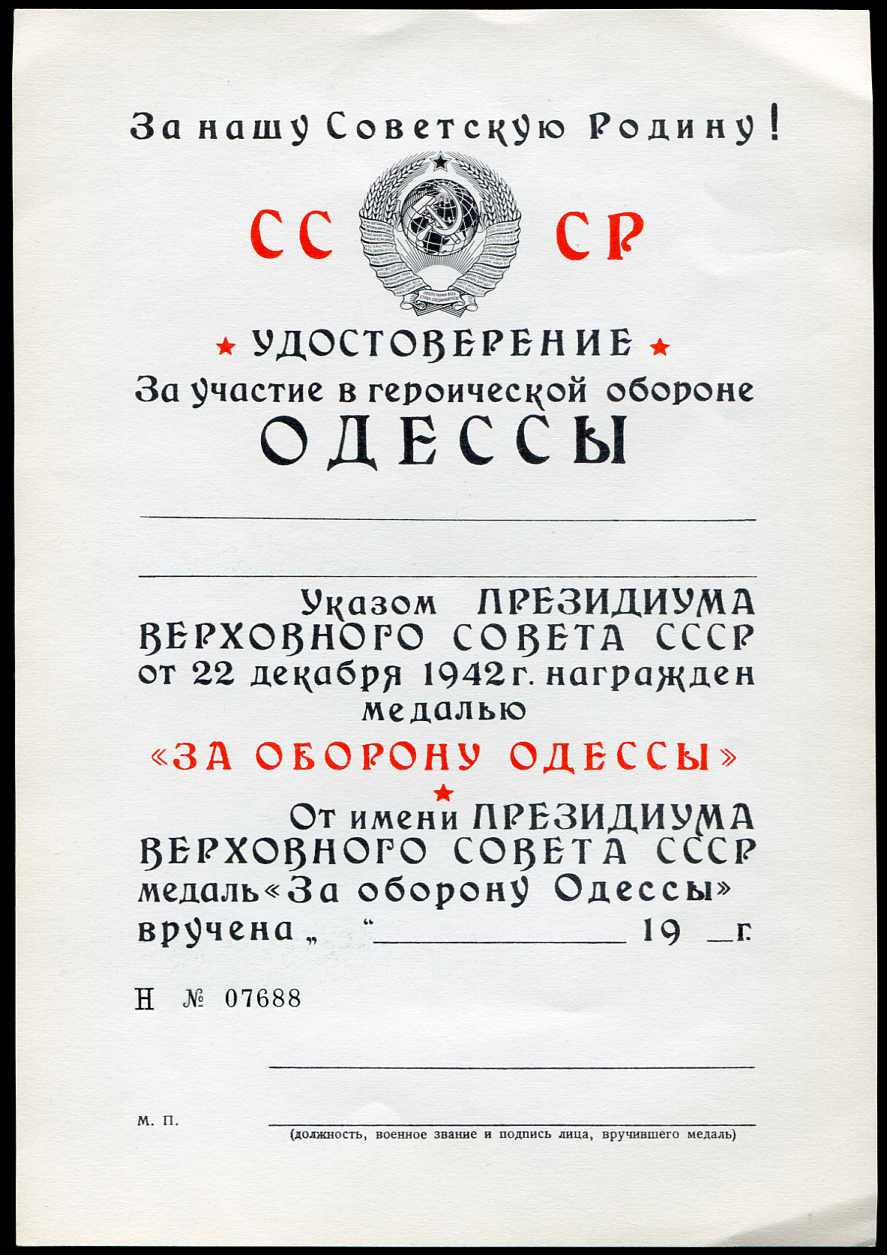 За нашу Советскую Родину!
СС СР
УДОСТОВЕРЕНИЕ
За участие в героической обороне
ОДЕССЫ
Указом ПРЕЗИДИУМА
ВЕРХОВНОГО СОВЕТА СССР
от 22 декабря 1942 г. награжден
медалью
«ЗА ОБОРОНУ ОДЕССЫ»
От имени ПРЕЗИДИУМА
ВЕРХОВНОГО СОВЕТА СССР
медаль «За оборону Одессы»
вручена „ “ 19 г.
Н № 07688
М. П.
(должность, военное звание и подпись лица, вручившего медаль)